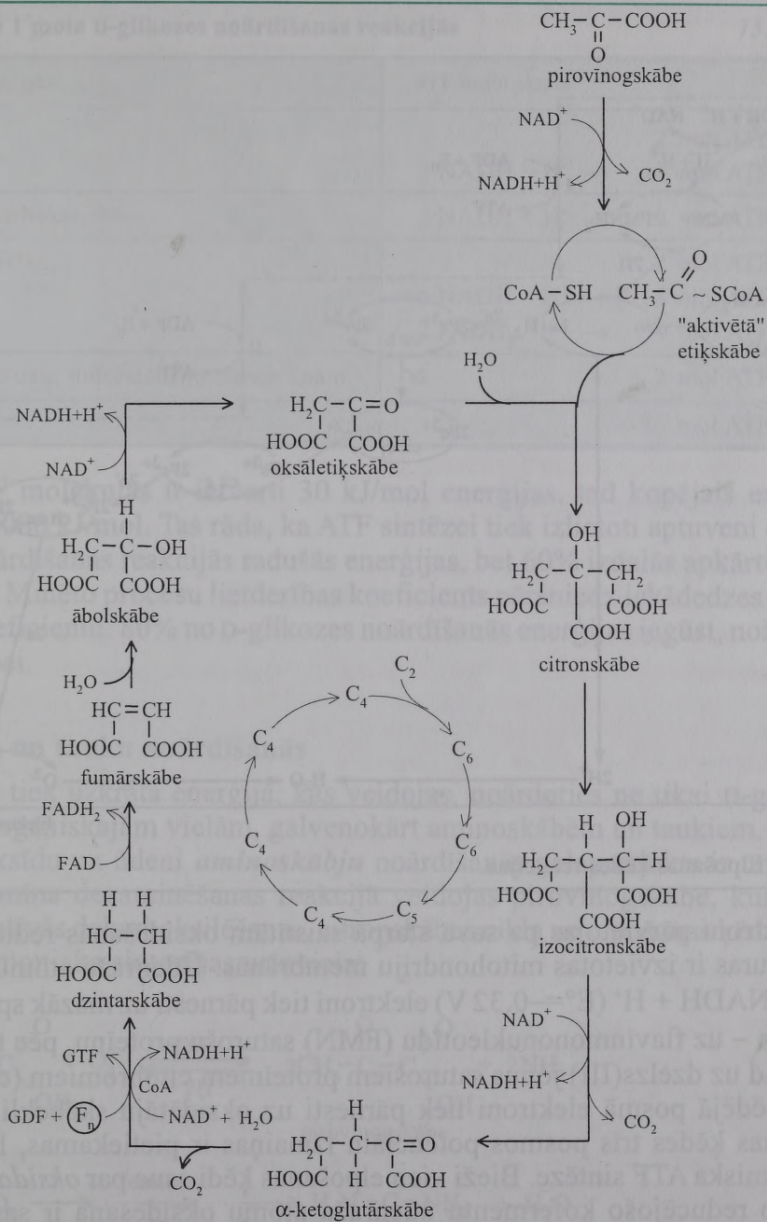 CH₃–C–COOH
O
pirovīnogskābe
NAD⁺
NADH+H⁺
CO₂
CoA–SH
CH₃–C
O
~SCoA
"aktivētā"
etiķskābe
H₂O
H₂C–C=O
HOOC COOH
oksāletiķskābe
NADH+H⁺
NAD⁺
H
H₂C–C–OH
HOOC COOH
ābolskābe
H₂O
HC=CH
HOOC COOH
fumārskābe
FADH₂
FAD
H H
HC–CH
HOOC COOH
dzintarskābe
GTF
NADH+H⁺
CoA
GDF + Fₙ
NAD⁺ + H₂O
CO₂
OH
H₂C–C–CH₂
HOOC COOH
COOH
citronskābe
H OH
H₂C–C–C–H
HOOC COOH
COOH
izocitronskābe
NAD⁺
NADH+H⁺
CO₂
H
H₂C–C–C=O
HOOC H COOH
α-ketoglutārskābe
C₂
C₄
C₆
C₆
C₅
C₄
C₄
C₄